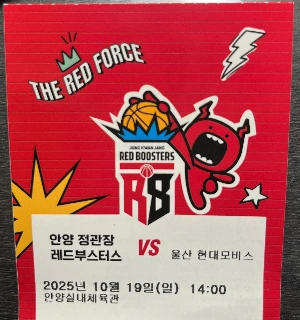 THE RED FORCE
JUNG KWAN JANG
RED BOOSTERS
RB
안양 정관장
레드부스터스
VS
울산 현대모비스
2025년 10월 19일(일) 14:00
안양실내체육관